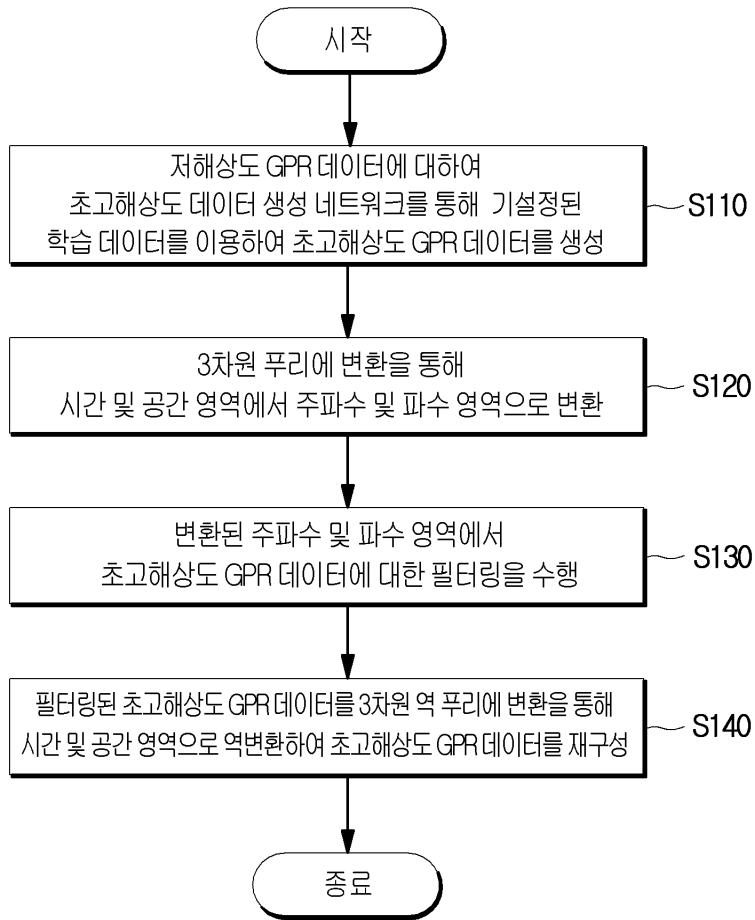 시작
저해상도 GPR 데이터에 대하여
초고해상도 데이터 생성 네트워크를 통해 기설정된
학습 데이터를 이용하여 초고해상도 GPR 데이터를 생성
S110
3차원 푸리에 변환을 통해
시간 및 공간 영역에서 주파수 및 파수 영역으로 변환
S120
변환된 주파수 및 파수 영역에서
초고해상도 GPR 데이터에 대한 필터링을 수행
S130
필터링된 초고해상도 GPR 데이터를 3차원 역 푸리에 변환을 통해
시간 및 공간 영역으로 역변환하여 초고해상도 GPR 데이터를 재구성
S140
종료